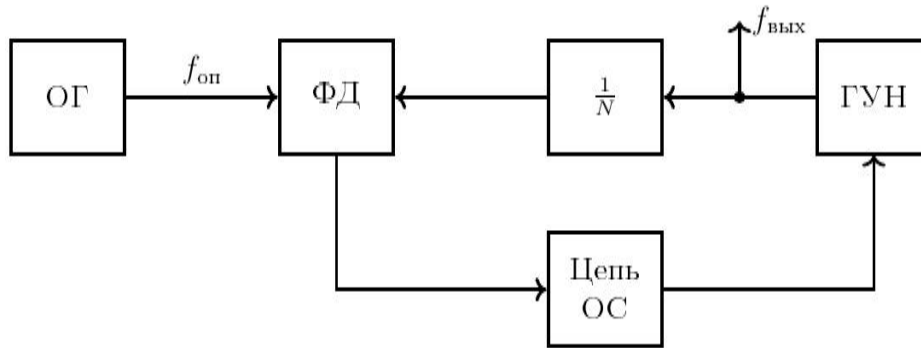 f_вых
ОГ
f_оп
ФД
1/N
ГУН
Цепь
ОС